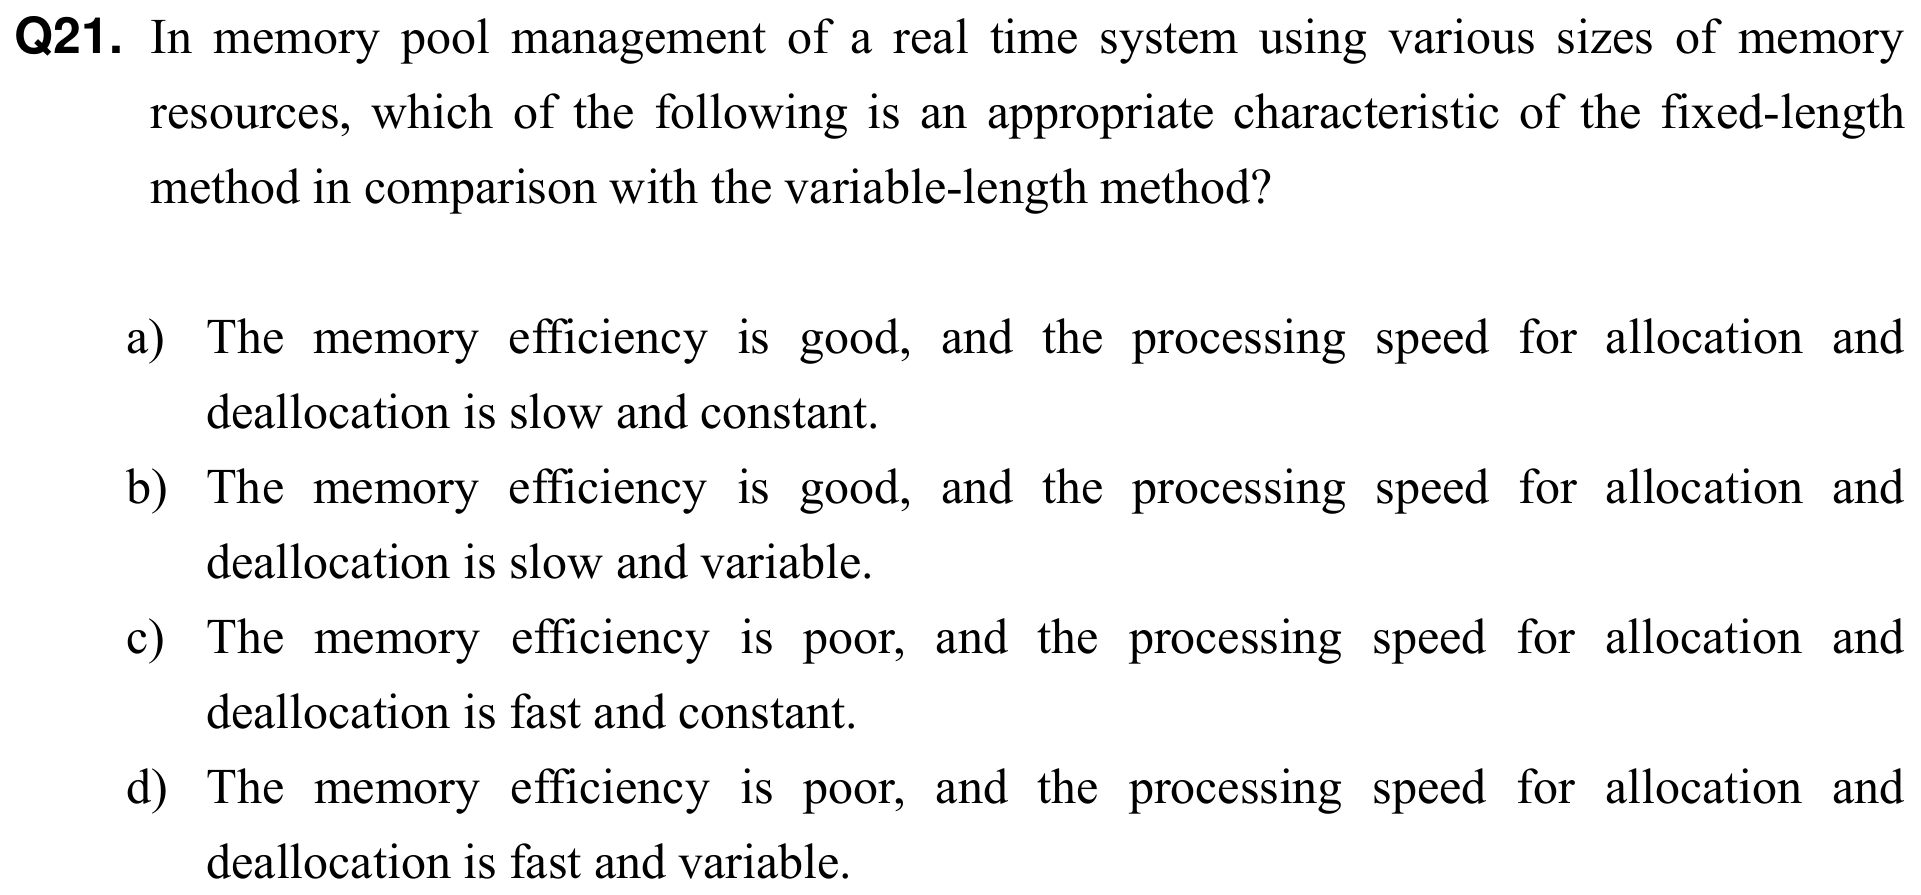 Q21. In memory pool management of a real time system using various sizes of memory
resources, which of the following is an appropriate characteristic of the fixed-length
method in comparison with the variable-length method?
a) The memory efficiency is good, and the processing speed for allocation and
deallocation is slow and constant.
b) The memory efficiency is good, and the processing speed for allocation and
deallocation is slow and variable.
c) The memory efficiency is poor, and the processing speed for allocation and
deallocation is fast and constant.
d) The memory efficiency is poor, and the processing speed for allocation and
deallocation is fast and variable.